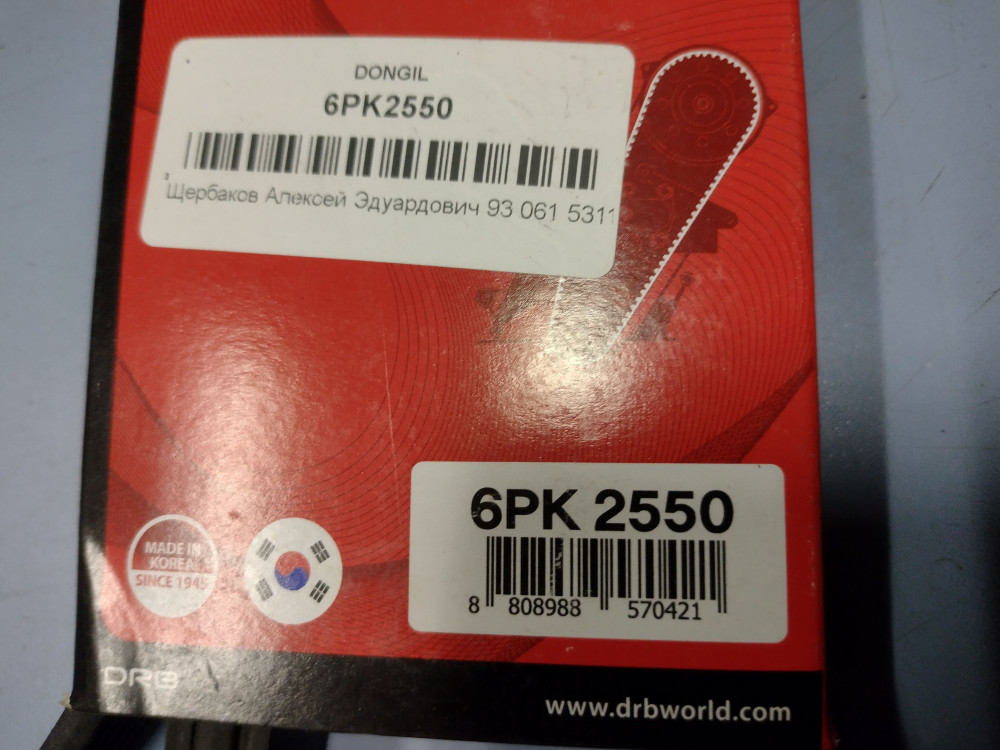 DONGIL
6PK2550
Щербаков Алексей Эдуардович 93 061 5311
6PK 2550
8 808988 570421
MADE IN
KOREA
SINCE 1945
DRB
www.drbworld.com